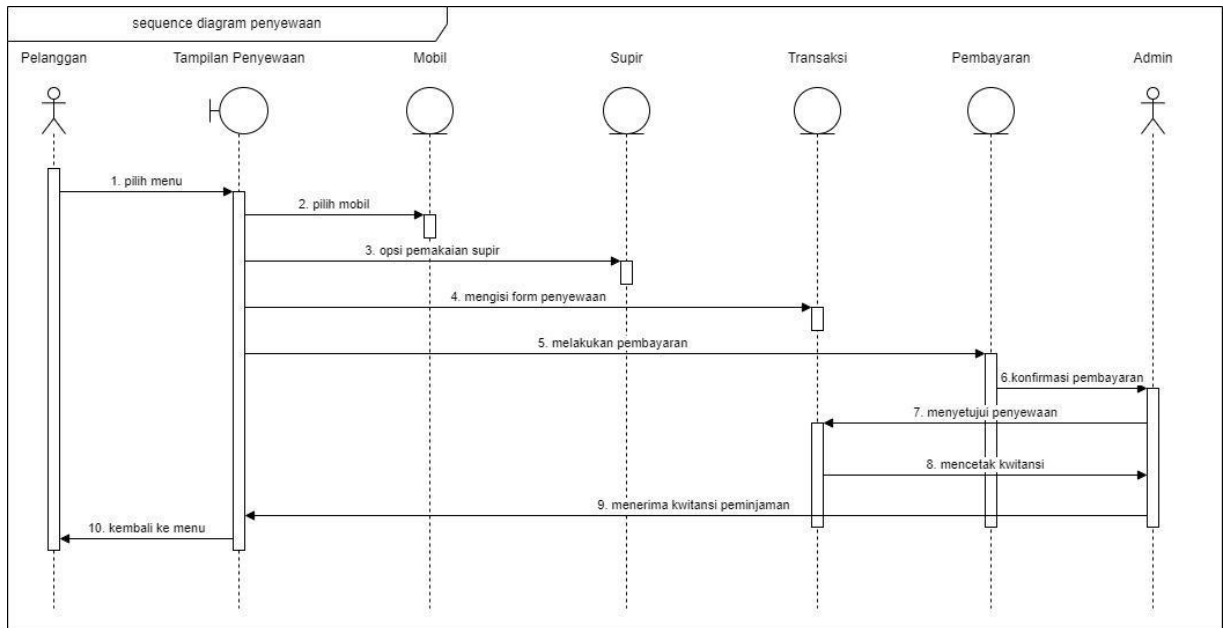 sequence diagram penyewaan
Pelanggan
Tampilan Penyewaan
Mobil
Supir
Transaksi
Pembayaran
Admin
1. pilih menu
2. pilih mobil
3. opsi pemakaian supir
4. mengisi form penyewaan
5. melakukan pembayaran
6.konfirmasi pembayaran
7. menyetujui penyewaan
8. mencetak kwitansi
9. menerima kwitansi peminjaman
10. kembali ke menu